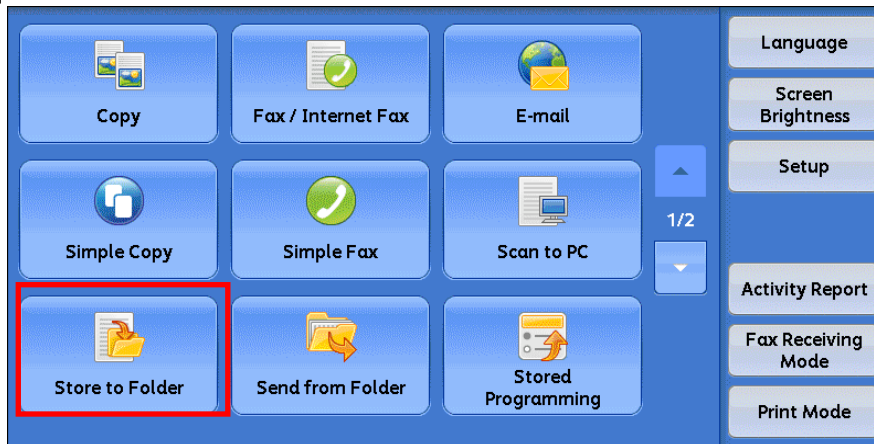 Copy
Fax / Internet Fax
E-mail
Simple Copy
Simple Fax
Scan to PC
1/2
Store to Folder
Send from Folder
Stored
Programming
Language
Screen
Brightness
Setup
Activity Report
Fax Receiving
Mode
Print Mode